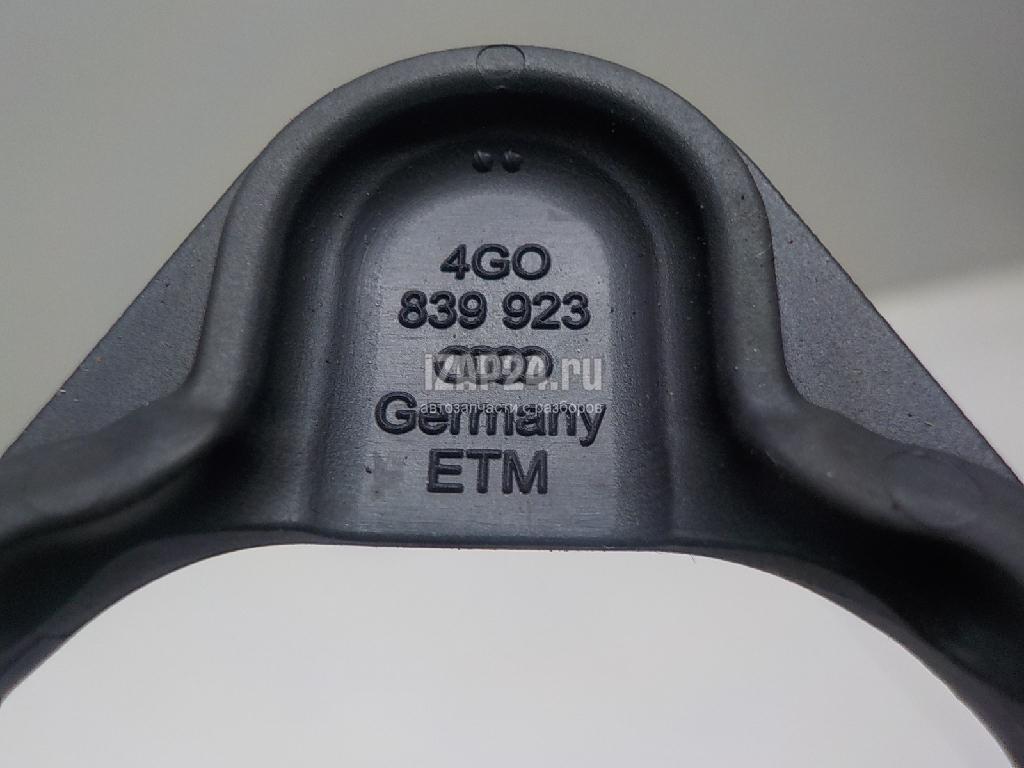 4GO
839 923
iZAP24.ru
автозапчасти с разборов
Germany
ETM